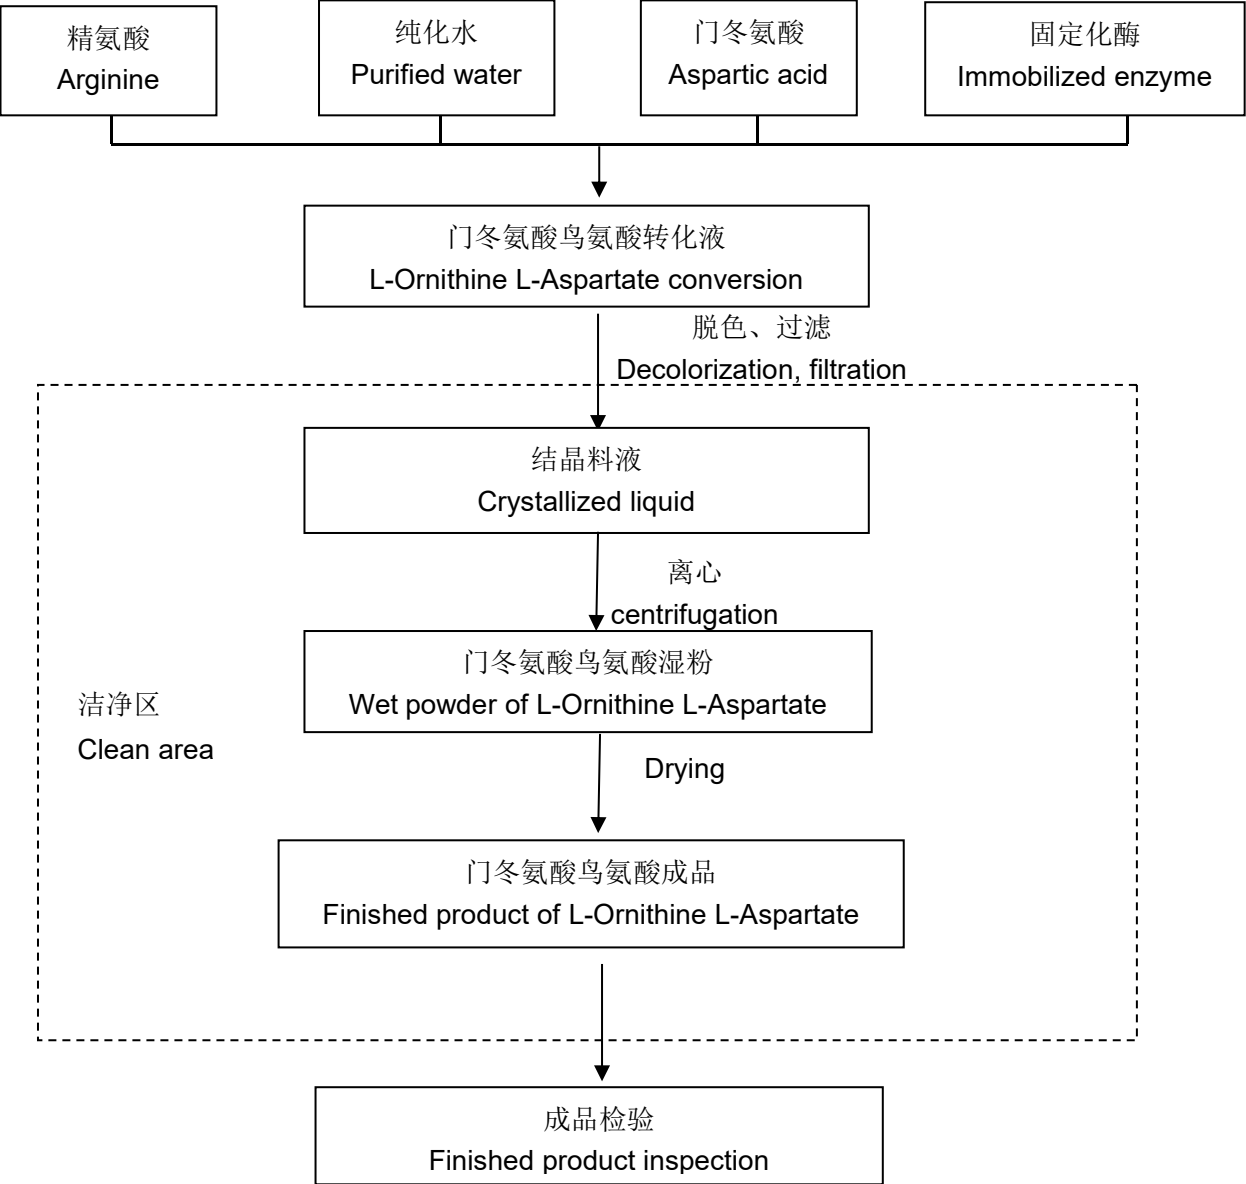 精氨酸
Arginine
纯化水
Purified water
门冬氨酸
Aspartic acid
固定化酶
Immobilized enzyme
门冬氨酸鸟氨酸转化液
L-Ornithine L-Aspartate conversion
脱色、过滤
Decolorization, filtration
结晶料液
Crystallized liquid
离心
centrifugation
门冬氨酸鸟氨酸湿粉
Wet powder of L-Ornithine L-Aspartate
洁净区
Clean area
Drying
门冬氨酸鸟氨酸成品
Finished product of L-Ornithine L-Aspartate
成品检验
Finished product inspection